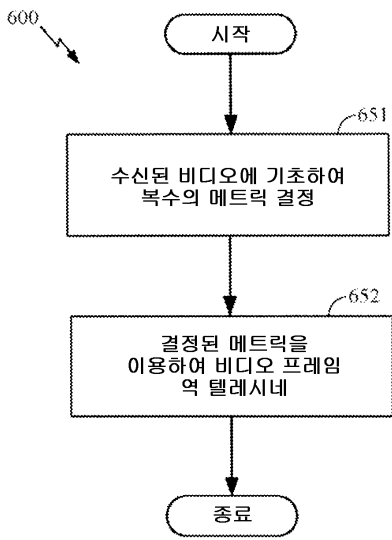 600
시작
651
수신된 비디오에 기초하여
복수의 메트릭 결정
652
결정된 메트릭을
이용하여 비디오 프레임
역 텔레시네
종료